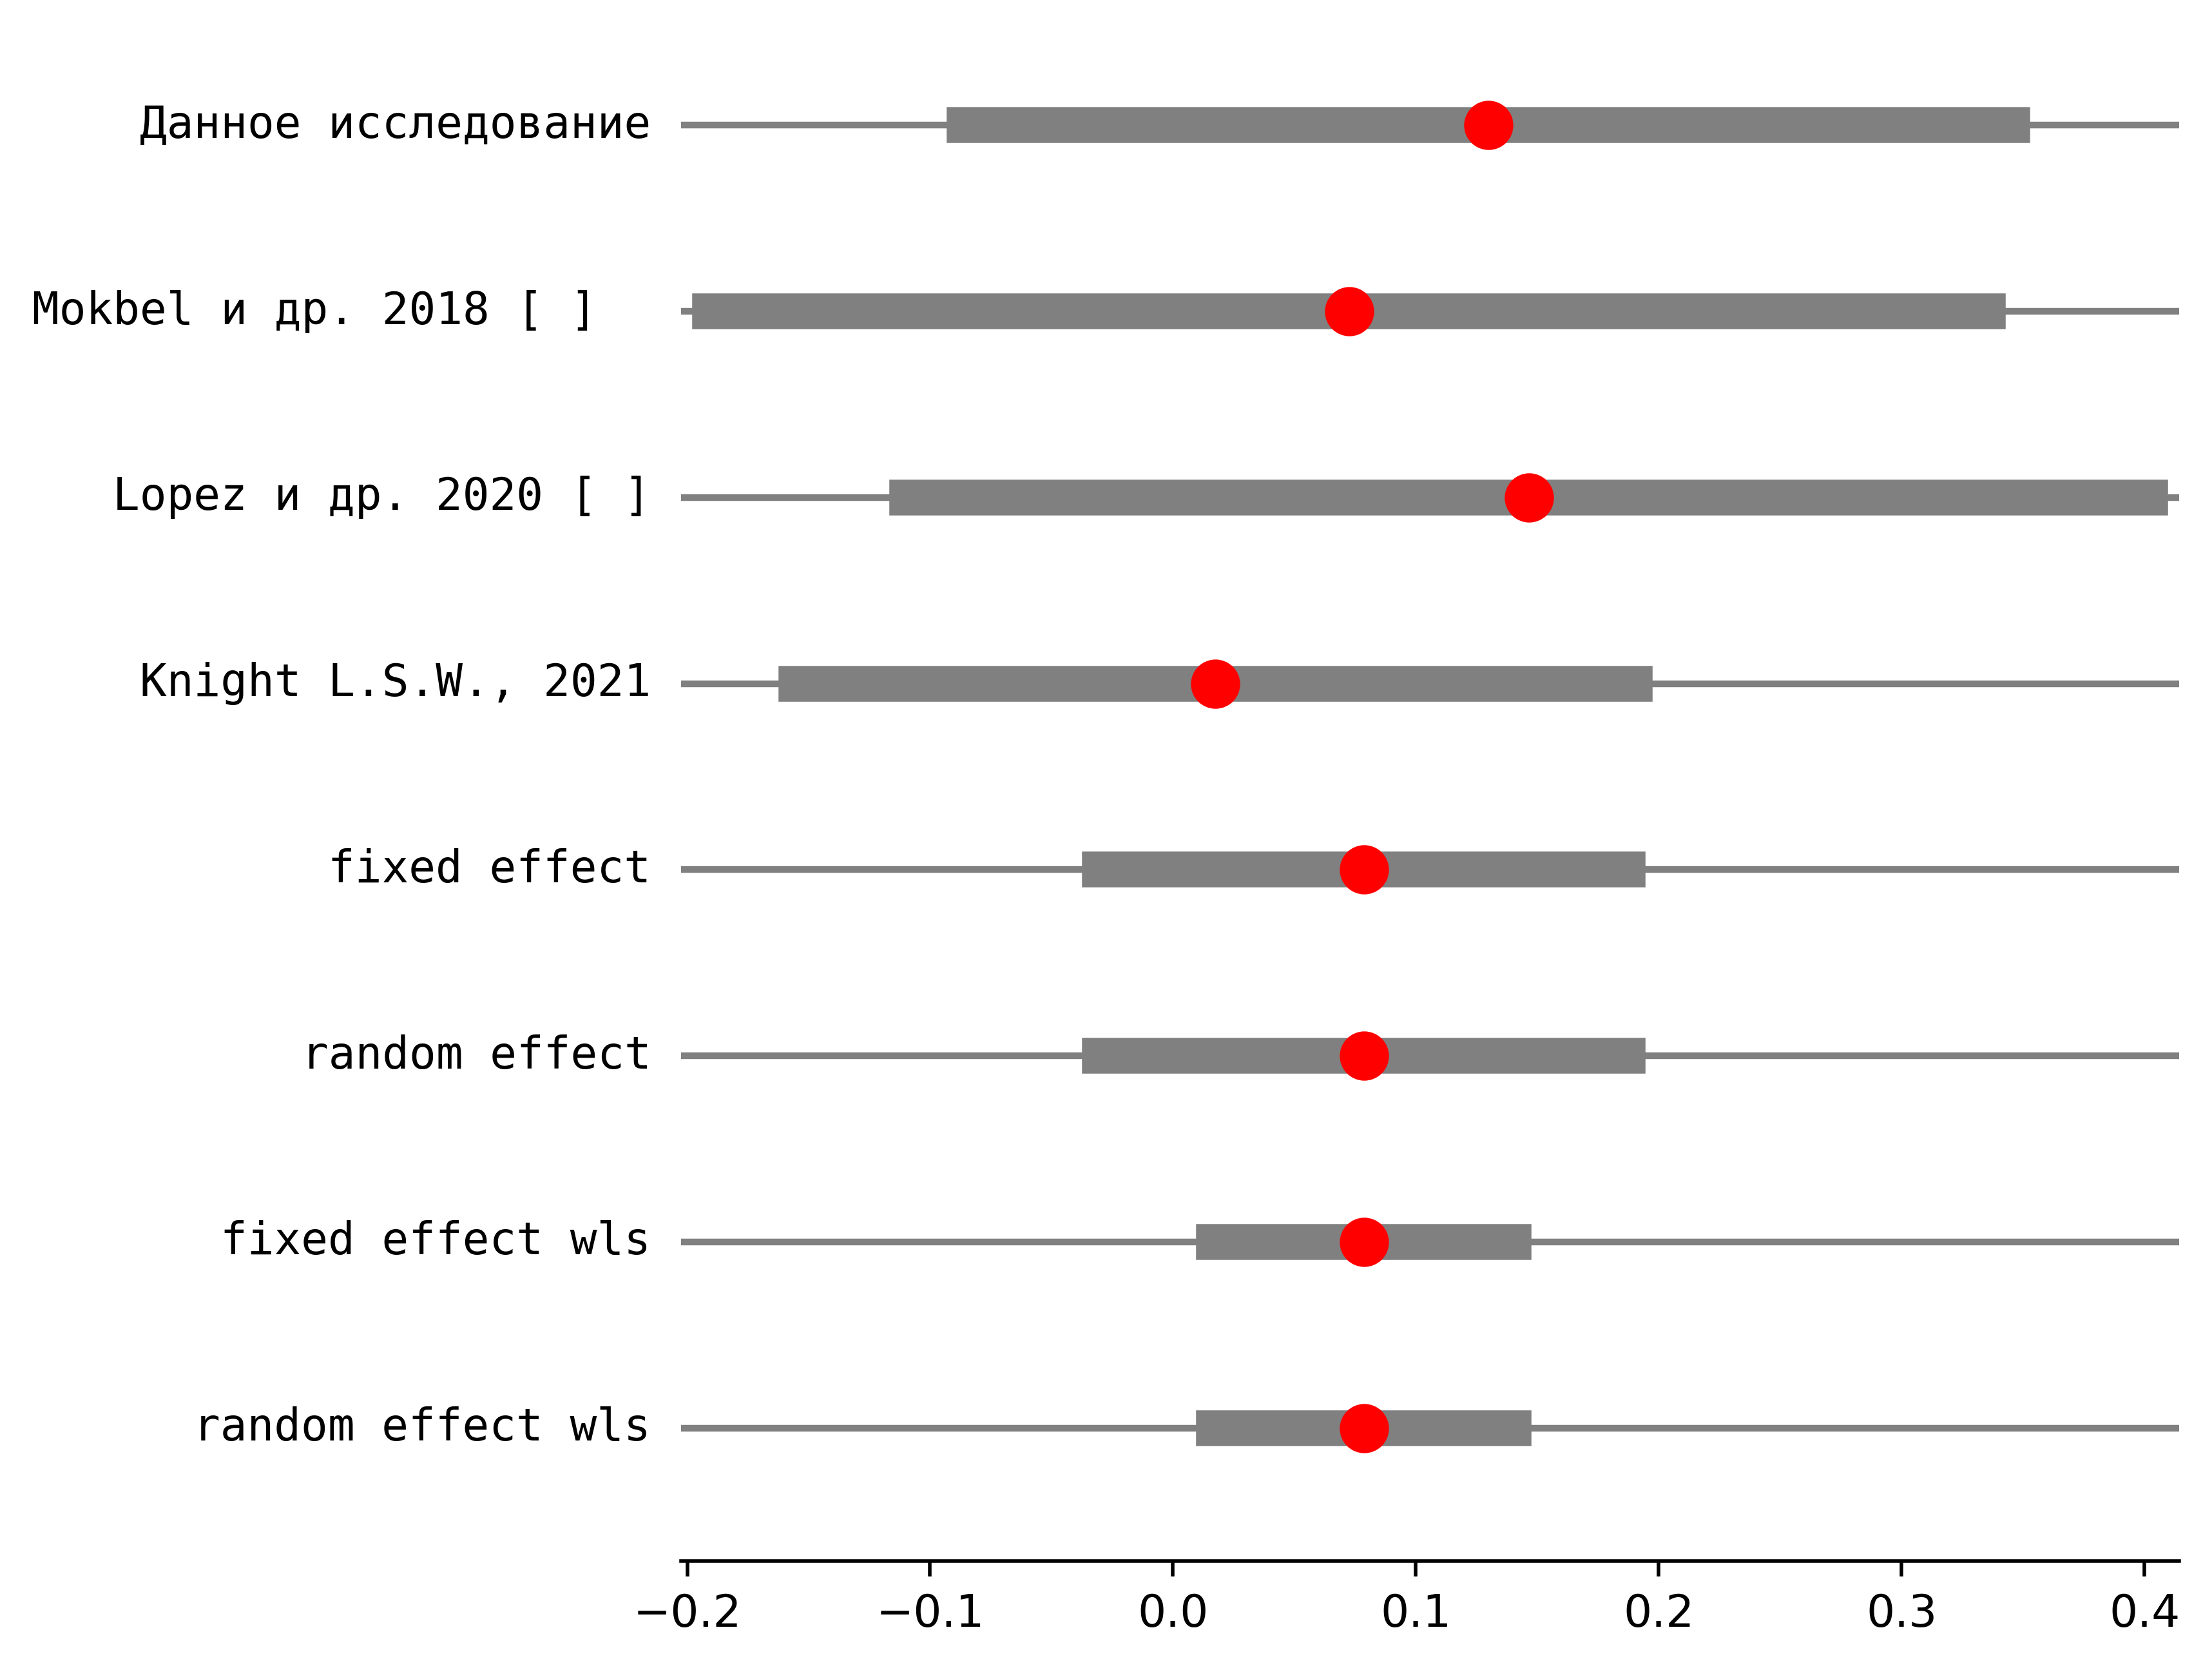 Данное исследование
Mokbel и др. 2018 [ ]
Lopez и др. 2020 [ ]
Knight L.S.W., 2021
fixed effect
random effect
fixed effect wls
random effect wls
−0.2 −0.1 0.0 0.1 0.2 0.3 0.4